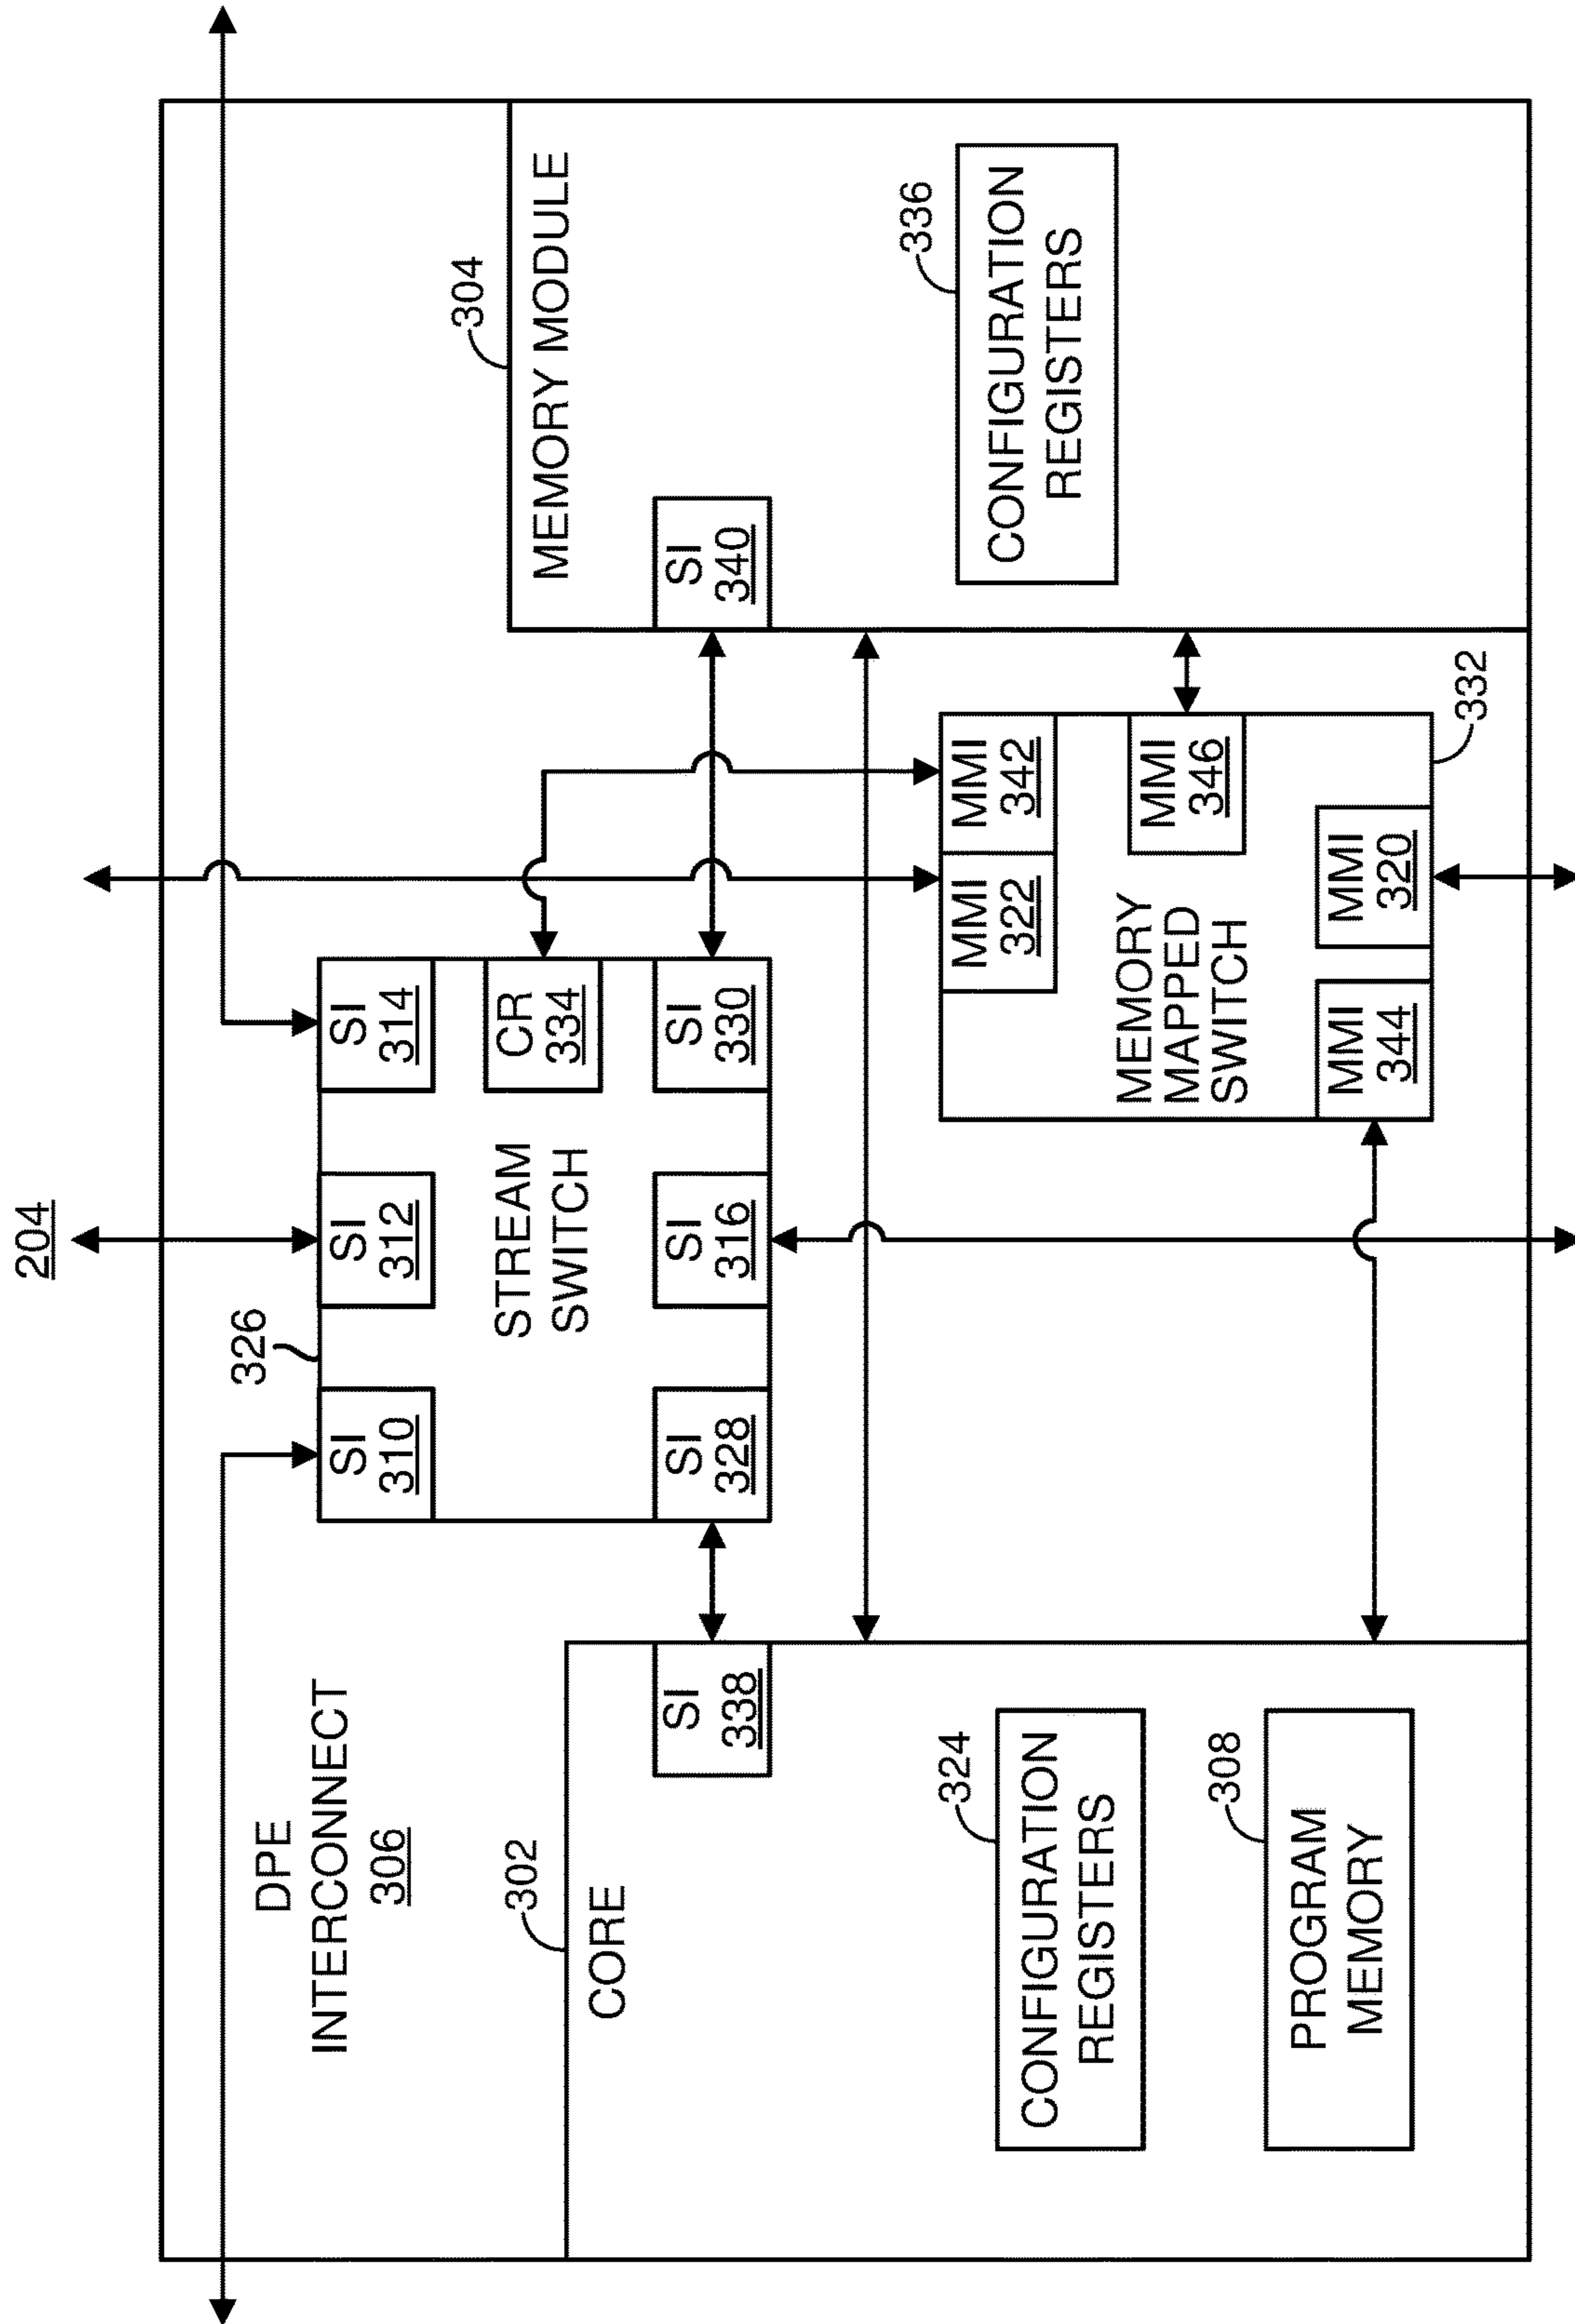 204
DPE
INTERCONNECT
306
326
SI
310
SI
312
SI
314
STREAM
SWITCH
CR
334
SI
328
SI
316
SI
330
302
CORE
SI
338
324
CONFIGURATION
REGISTERS
308
PROGRAM
MEMORY
304
MEMORY MODULE
SI
340
336
CONFIGURATION
REGISTERS
MMI
322
MMI
342
MEMORY
MAPPED
SWITCH
MMI
346
MMI
344
MMI
320
332